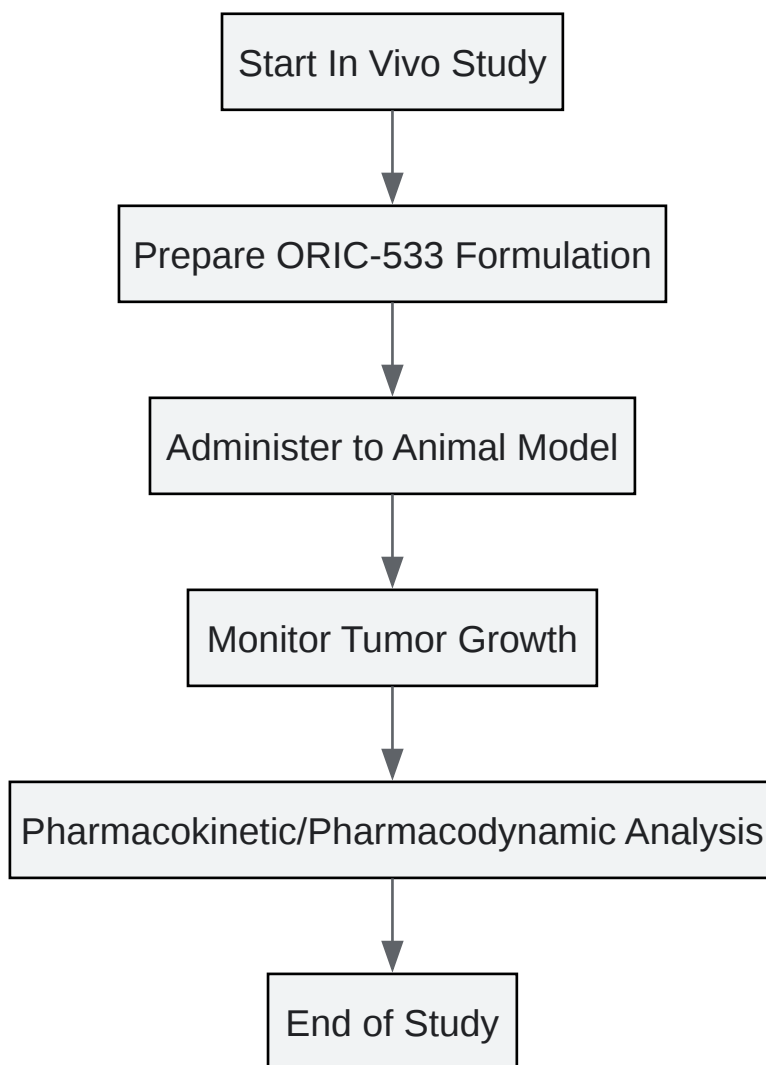 Start In Vivo Study
Prepare ORIC-533 Formulation
Administer to Animal Model
Monitor Tumor Growth
Pharmacokinetic/Pharmacodynamic Analysis
End of Study